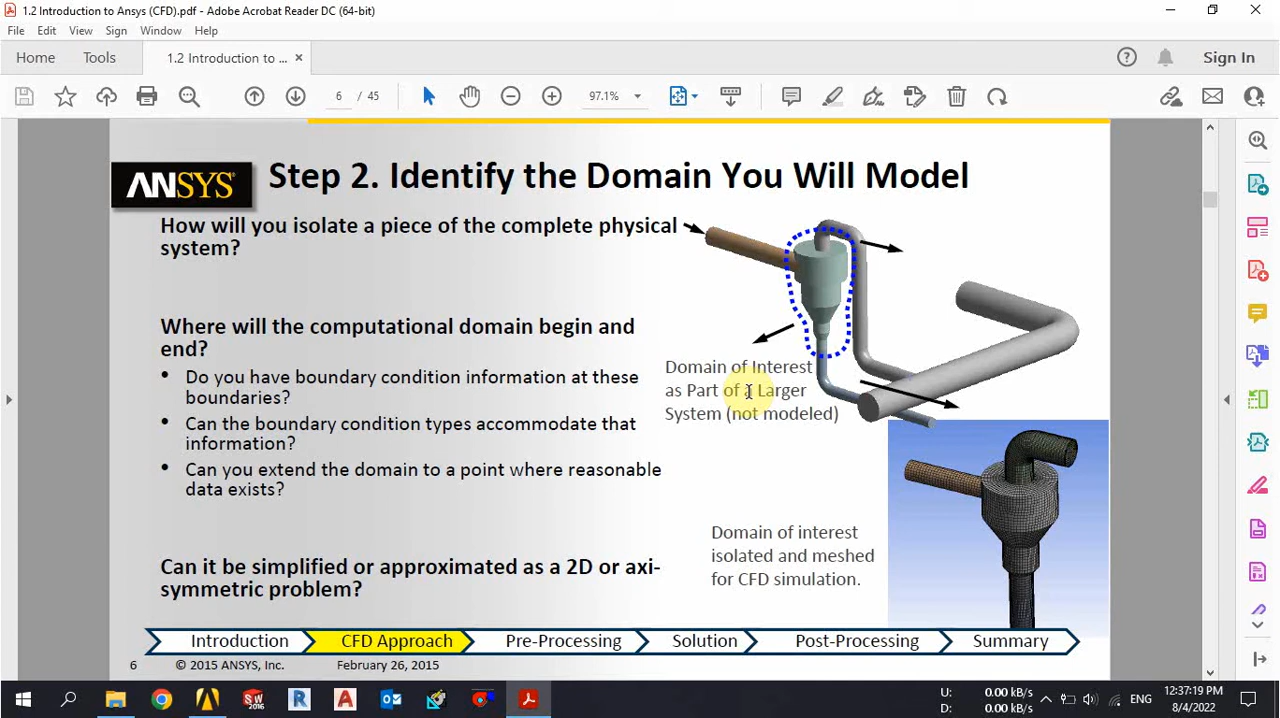 1.2 Introduction to Ansys (CFD).pdf - Adobe Acrobat Reader DC (64-bit)
File Edit View Sign Window Help
Home Tools 1.2 Introduction to ... × Sign In
6 / 45 97.1%
ANSYS
Step 2. Identify the Domain You Will Model
How will you isolate a piece of the complete physical
system?
Where will the computational domain begin and
end?
• Do you have boundary condition information at these
boundaries?
• Can the boundary condition types accommodate that
information?
• Can you extend the domain to a point where reasonable
data exists?
Can it be simplified or approximated as a 2D or axi-
symmetric problem?
Domain of Interest
as Part of a Larger
System (not modeled)
Domain of interest
isolated and meshed
for CFD simulation.
Introduction CFD Approach Pre-Processing Solution Post-Processing Summary
6 © 2015 ANSYS, Inc. February 26, 2015
SW
2016
R
A
U: 0.00 kB/s
D: 0.00 kB/s
ENG
12:37:19 PM
8/4/2022